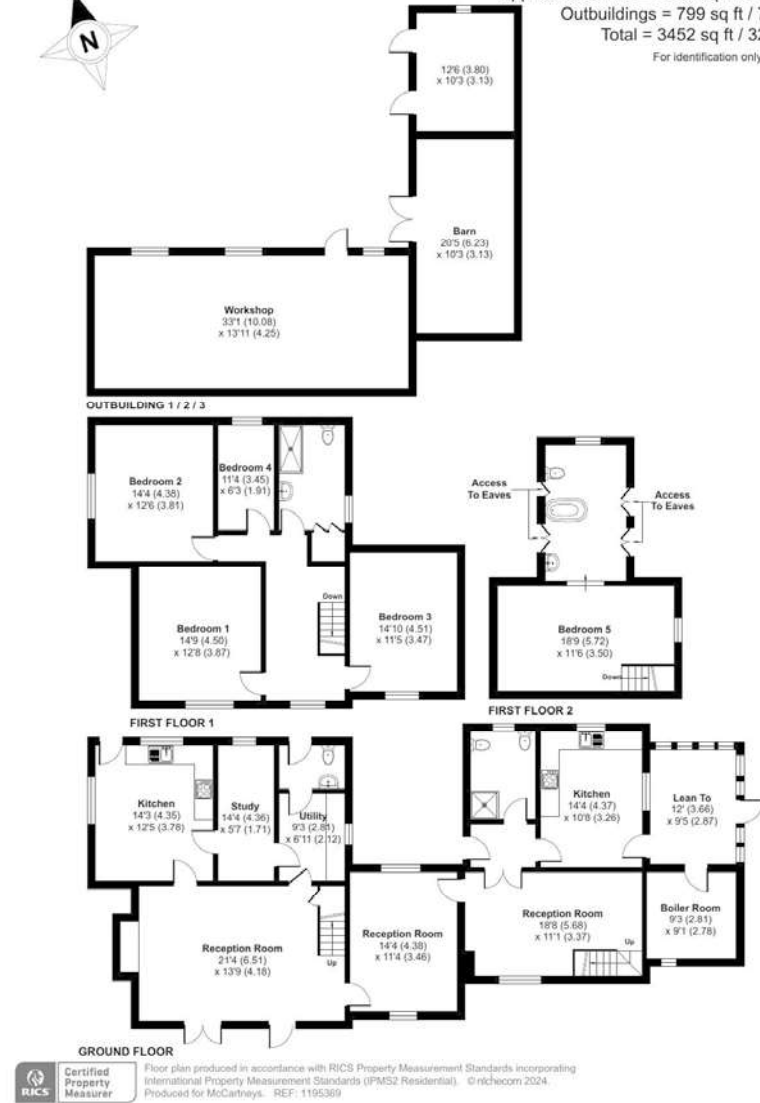 Outbuildings = 799 sq ft /
Total = 3452 sq ft /
For identification only
N
12'6 (3.80)
x 10'3 (3.13)
Barn
20'5 (6.23)
x 10'3 (3.13)
Workshop
33'1 (10.08)
x 13'11 (4.25)
OUTBUILDING 1 / 2 / 3
Bedroom 2
14'4 (4.38)
x 12'6 (3.81)
Bedroom 4
11'4 (3.45)
x 6'3 (1.91)
Access
To Eaves
Access
To Eaves
Down
Bedroom 1
14'9 (4.50)
x 12'8 (3.87)
Bedroom 3
14'10 (4.51)
x 11'5 (3.47)
Bedroom 5
18'9 (5.72)
x 11'6 (3.50)
Down
FIRST FLOOR 1
FIRST FLOOR 2
Kitchen
14'3 (4.35)
x 12'5 (3.78)
Study
14'4 (4.36)
x 5'7 (1.71)
Utility
9'3 (2.81)
x 6'11 (2.12)
Kitchen
14'4 (4.37)
x 10'8 (3.26)
Lean To
12' (3.66)
x 9'5 (2.87)
Reception Room
21'4 (6.51)
x 13'9 (4.18)
Up
Reception Room
14'4 (4.38)
x 11'4 (3.46)
Reception Room
18'8 (5.68)
x 11'1 (3.37)
Up
Boiler Room
9'3 (2.81)
x 9'1 (2.78)
GROUND FLOOR
RICS
Certified
Property
Measurer
Floor plan produced in accordance with RICS Property Measurement Standards incorporating
International Property Measurement Standards (IPMS2 Residential). © nichecom 2024.
Produced for McCartneys. REF: 1195369